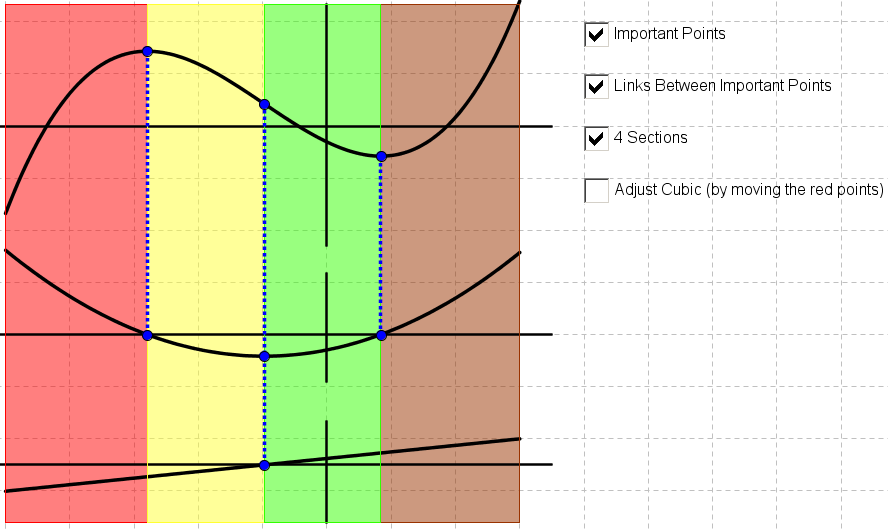 Important Points
Links Between Important Points
4 Sections
Adjust Cubic (by moving the red points)